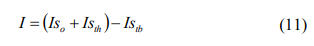 I = (Is_o + Is_th) − Is_tb (11)